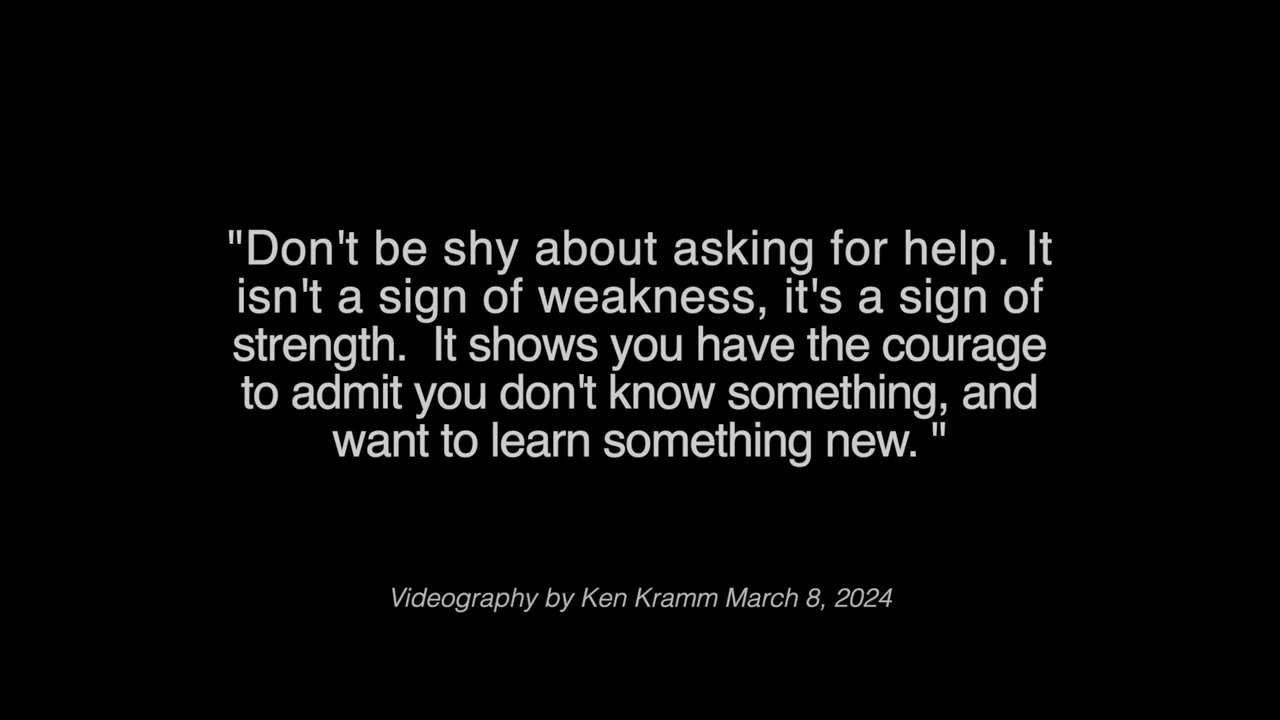 "Don't be shy about asking for help. It
isn't a sign of weakness, it's a sign of
strength.  It shows you have the courage
to admit you don't know something, and
want to learn something new. "
Videography by Ken Kramm March 8, 2024